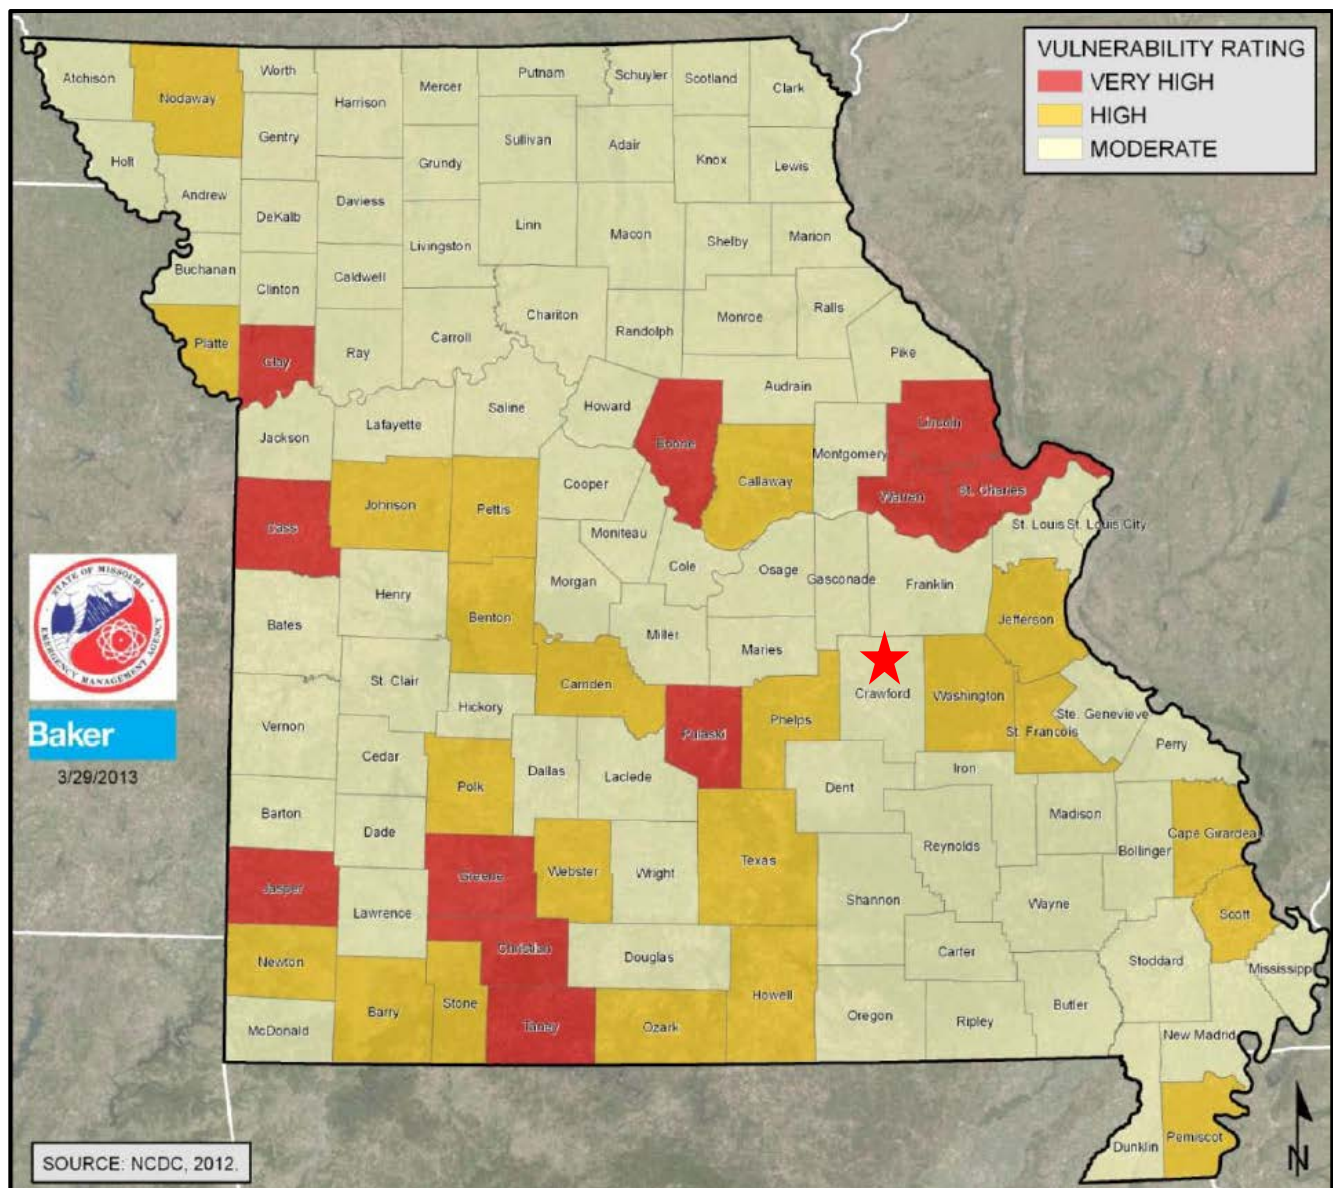 VULNERABILITY RATING
VERY HIGH
HIGH
MODERATE
Atchison
Nodaway
Worth
Harrison
Mercer
Putnam
Schuyler
Scotland
Clark
Gentry
Sullivan
Adair
Knox
Lewis
Holt
Andrew
DeKalb
Daviess
Grundy
Linn
Macon
Shelby
Marion
Buchanan
Clinton
Caldwell
Livingston
Chariton
Randolph
Monroe
Ralls
Platte
Clay
Ray
Carroll
Pike
Audrain
Jackson
Lafayette
Saline
Howard
Boone
Callaway
Montgomery
Lincoln
Warren
St. Charles
Cass
Johnson
Pettis
Cooper
Moniteau
Cole
Osage
Gasconade
Franklin
St. Louis
St. Louis City
Bates
Henry
Benton
Morgan
Miller
Maries
Jefferson
St. Clair
Hickory
Camden
Pulaski
Phelps
Crawford
Washington
St. Francois
Ste. Genevieve
Perry
Vernon
Cedar
Polk
Dallas
Laclede
Dent
Iron
Madison
Bollinger
Cape Girardea
Barton
Dade
Greene
Webster
Wright
Texas
Shannon
Reynolds
Wayne
Scott
Jasper
Lawrence
Christian
Douglas
Howell
Carter
Stoddard
Mississippi
Newton
McDonald
Barry
Stone
Taney
Ozark
Oregon
Ripley
Butler
New Madrid
Dunklin
Pemiscot
STATE OF MISSOURI
EMERGENCY MANAGEMENT AGENCY
Baker
3/29/2013
SOURCE: NCDC, 2012.
N